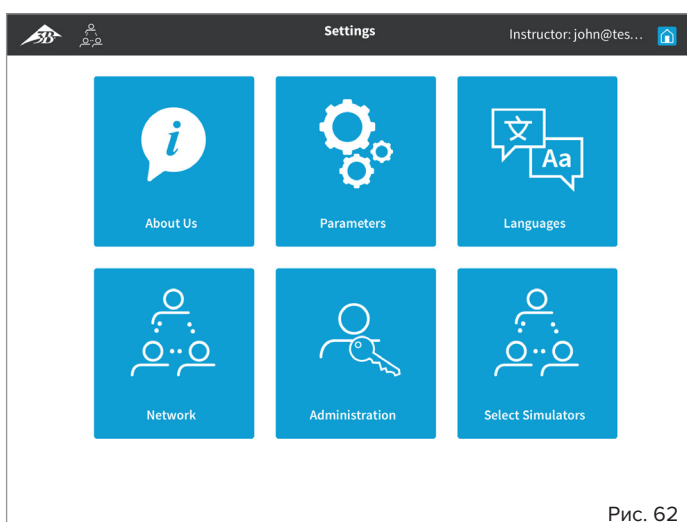 3B
Settings
Instructor: john@tes...
i
About Us
Parameters
文
Aa
Languages
Network
Administration
Select Simulators
Рис. 62